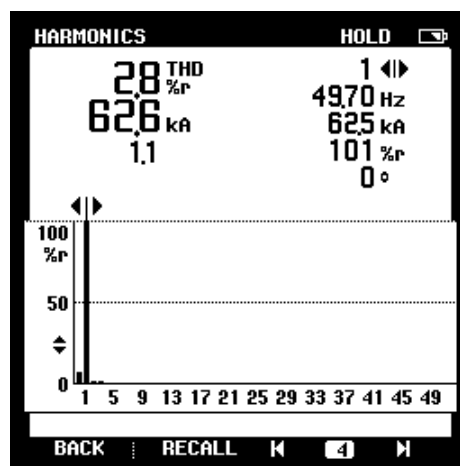 HARMONICS HOLD
2.8 THD %r 1
49.70 Hz
62.6 kA 62.5 kA
1.1 101 %r
0 °
100
%r
50
0
1 5 9 13 17 21 25 29 33 37 41 45 49
BACK RECALL 4